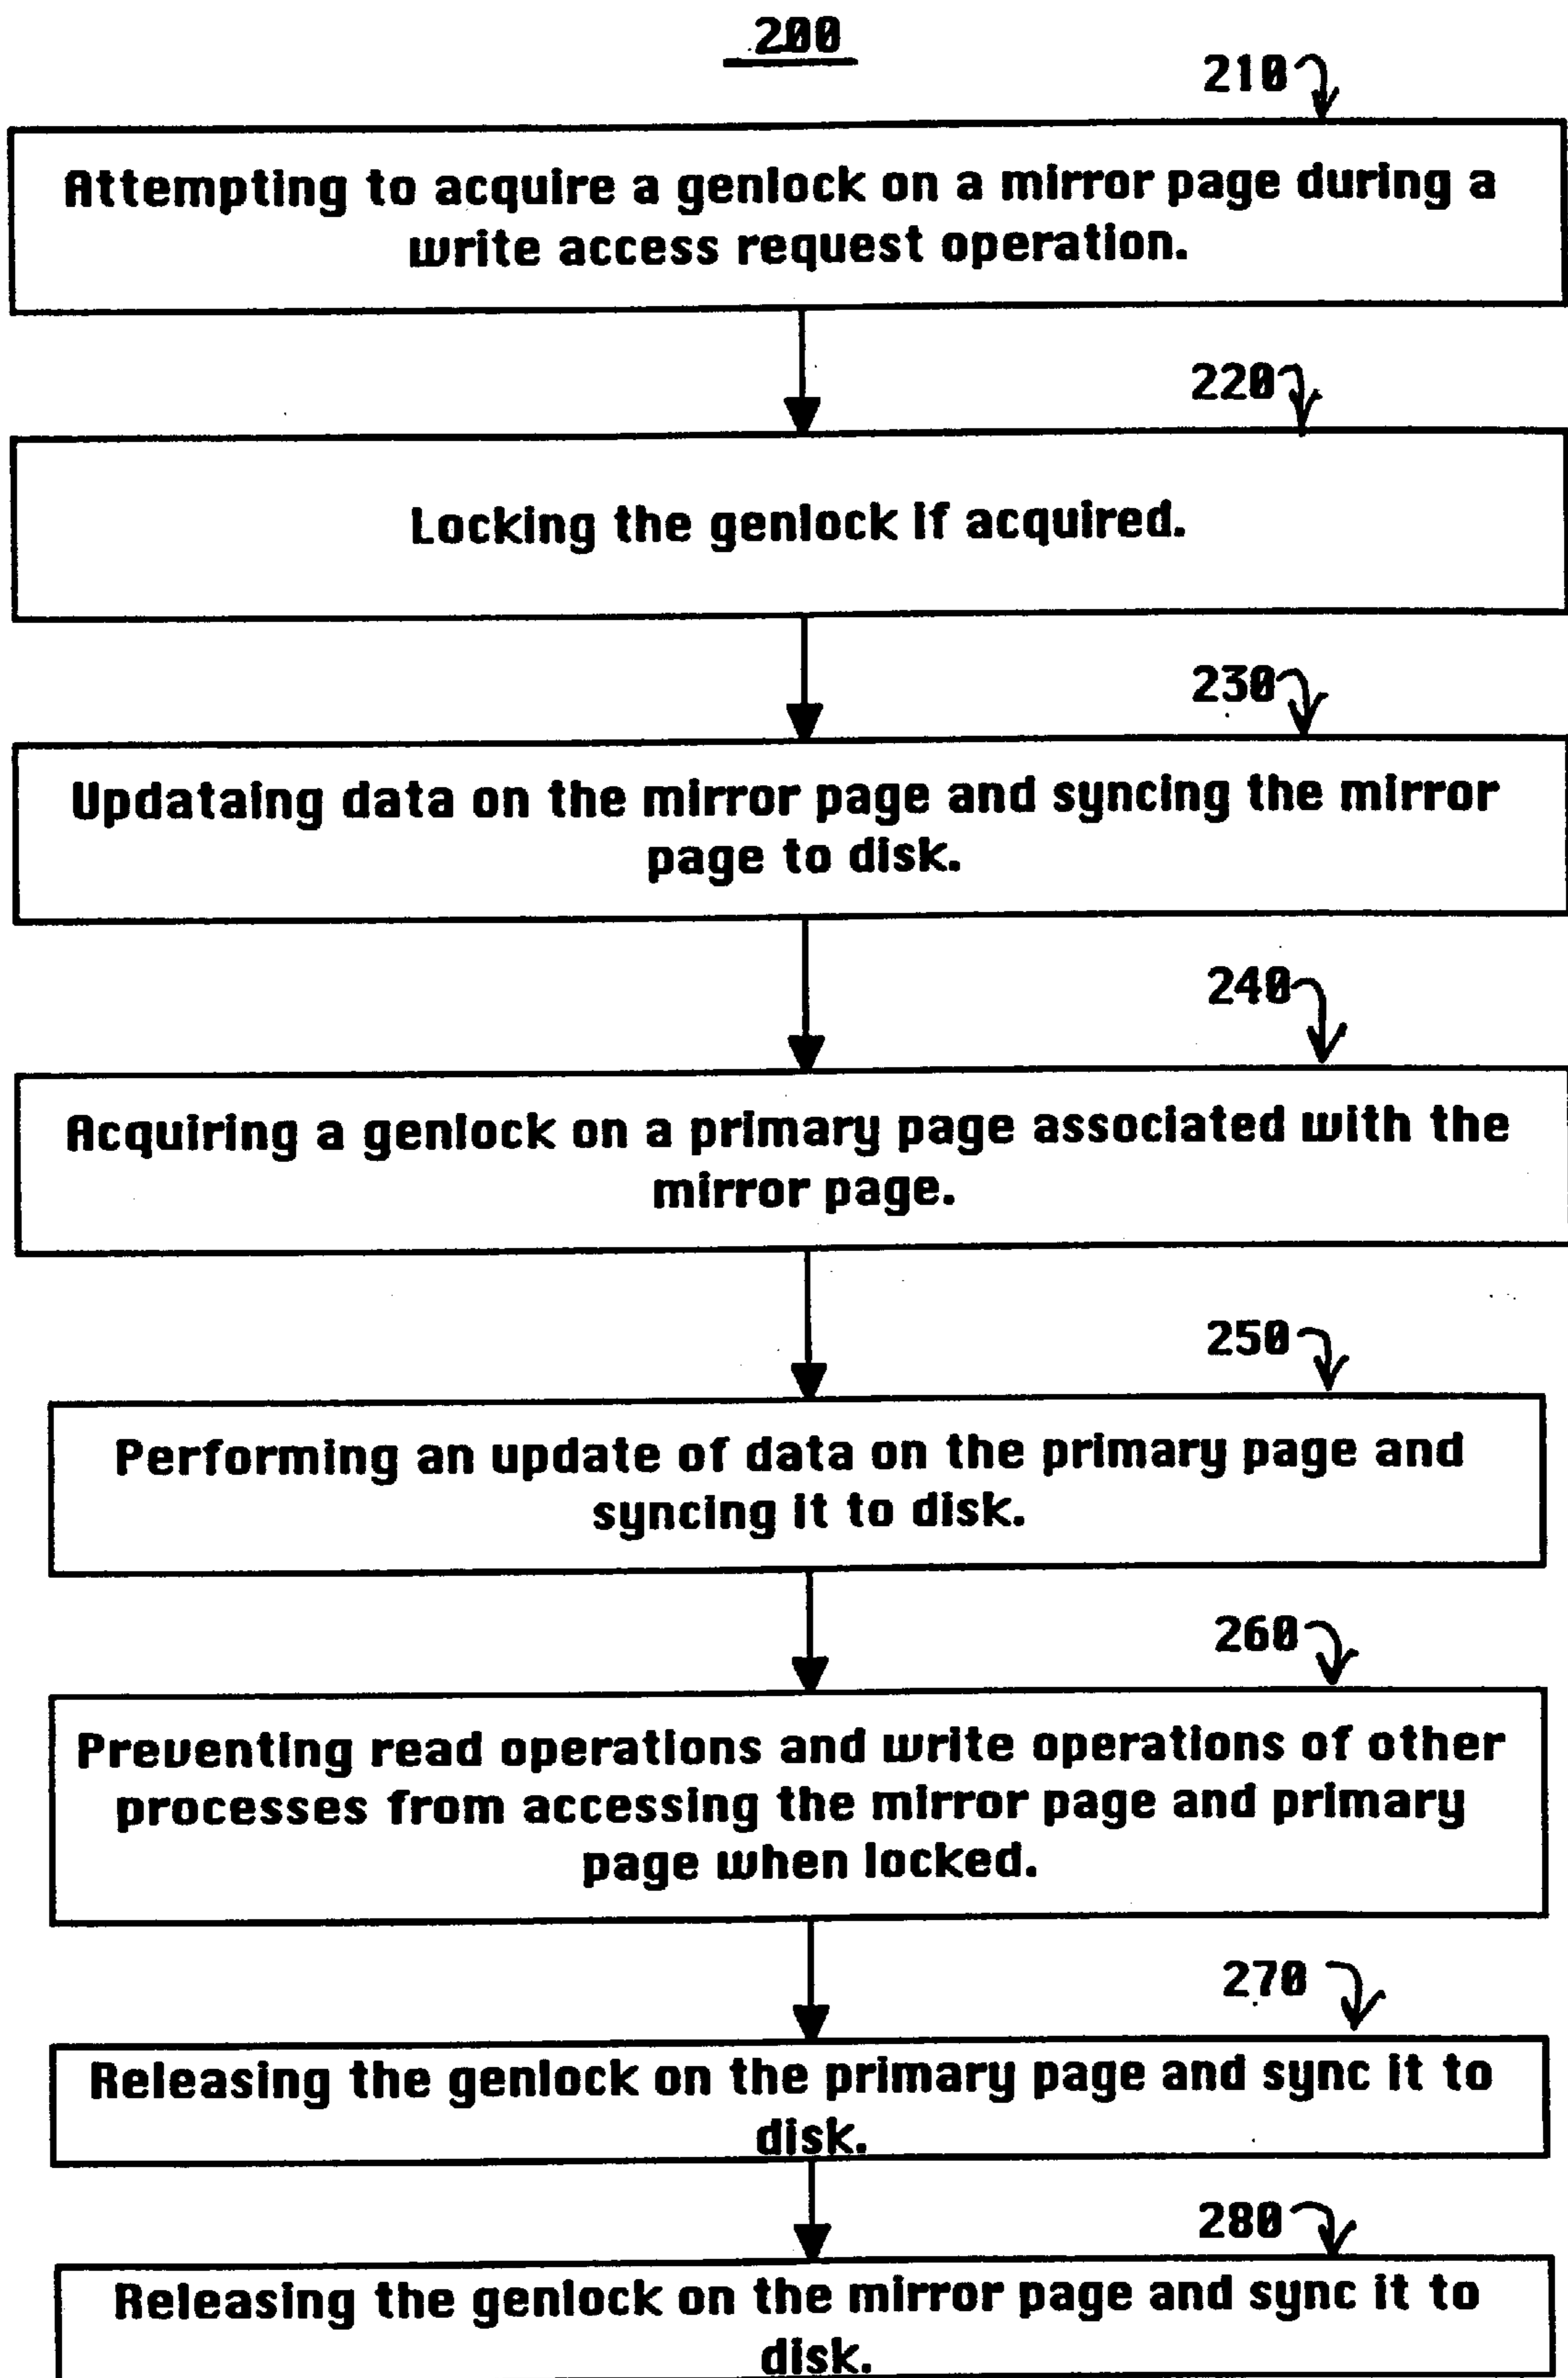 200
210
Attempting to acquire a genlock on a mirror page during a
write access request operation.
220
Locking the genlock if acquired.
230
Updataing data on the mirror page and syncing the mirror
page to disk.
240
Acquiring a genlock on a primary page associated with the
mirror page.
250
Performing an update of data on the primary page and
syncing it to disk.
260
Preventing read operations and write operations of other
processes from accessing the mirror page and primary
page when locked.
270
Releasing the genlock on the primary page and sync it to
disk.
280
Releasing the genlock on the mirror page and sync it to
disk.